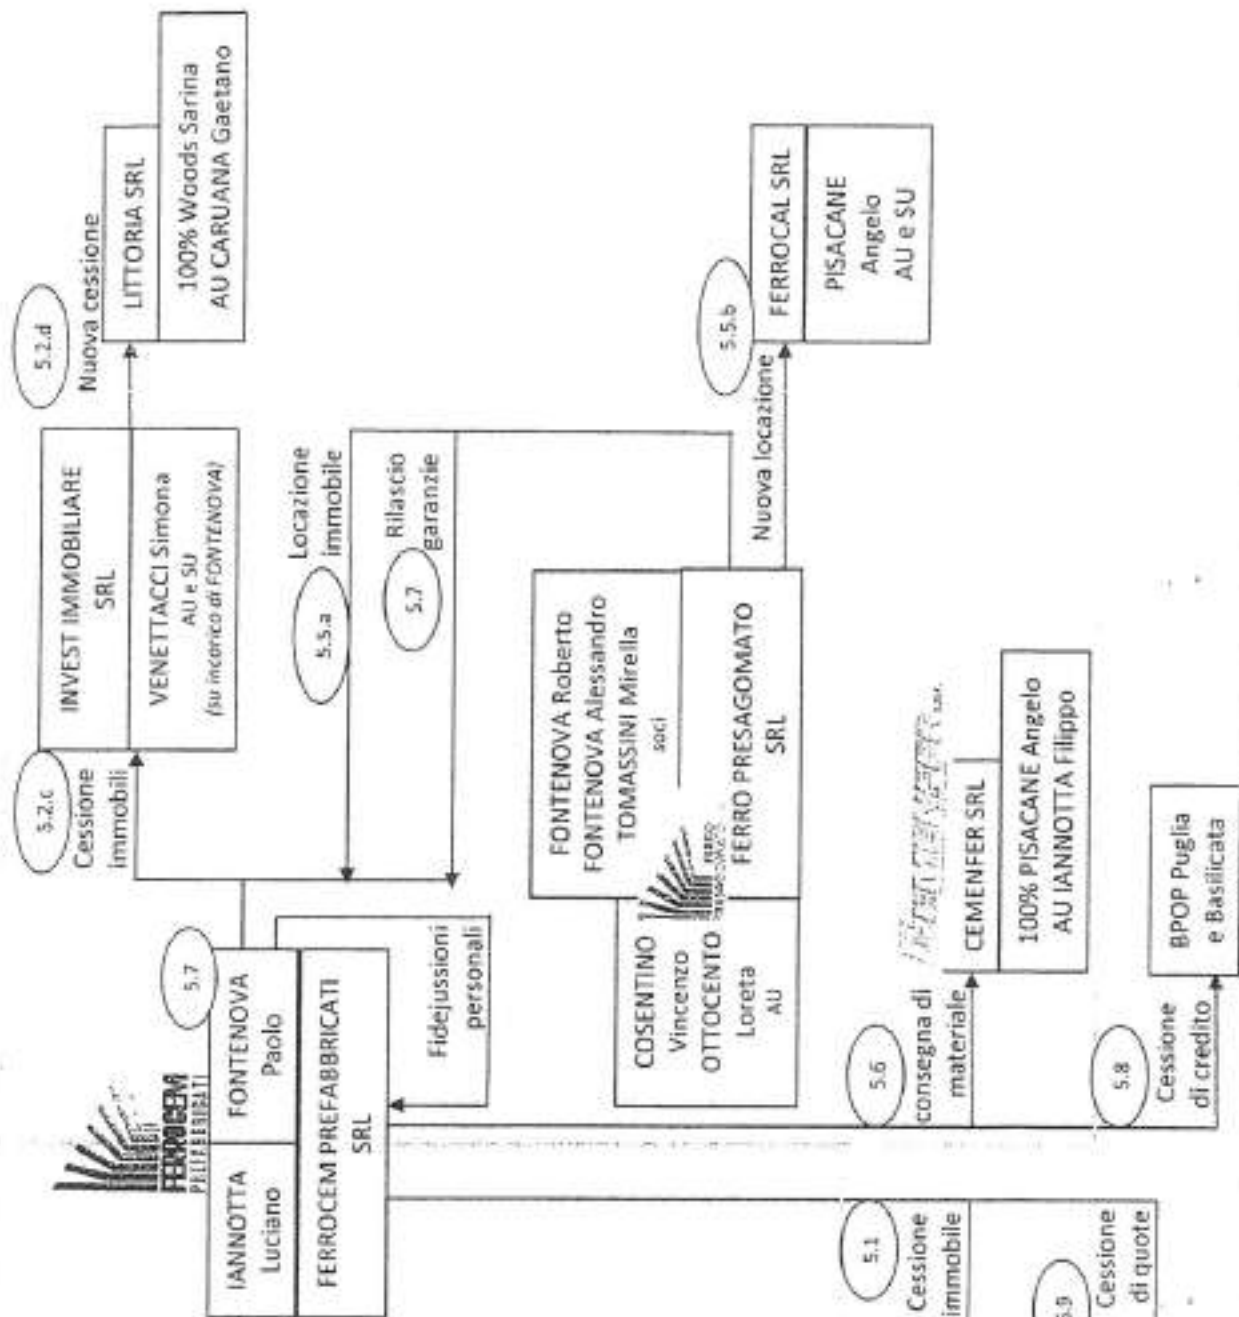 5.2.d
Nuova cessione
LITTORIA SRL
100% Woods Sarina
AU CARUANA Gaetano
5.2.c
Cessione
immobili
INVEST IMMOBILIARE
SRL
VENETTACCI Simona
AU e SU
(su incarico di FONTENOVA)
5.5.a
Locazione
immobile
5.7
Rilascio
garanzie
FERROCEM
PREFABBRICATI
5.7
IANNOTTA
Luciano
FONTENOVA
Paolo
FERROCEM PREFABBRICATI
SRL
Fidejussioni
personali
FONTENOVA Roberto
FONTENOVA Alessandro
TOMASSINI Mirella
soci
COSENTINO
Vincenzo
OTTOCENTO
Loreta
AU
FERRO
FERRO PRESAGOMATO
SRL
5.5.b
Nuova locazione
FERROCAL SRL
PISACANE
Angelo
AU e SU
5.6
consegna di
materiale
CEMENFER SRL
100% PISACANE Angelo
AU IANNOTTA Filippo
5.8
Cessione
di credito
BPOP Puglia
e Basilicata
5.1
Cessione
immobile
Cessione
di quote